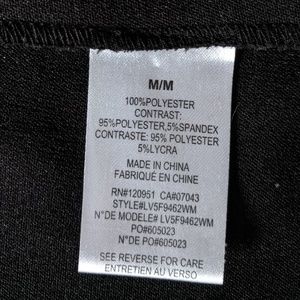 M/M
100%POLYESTER
CONTRAST:
95%POLYESTER,5%SPANDEX
CONTRASTE: 95% POLYESTER
5%LYCRA
MADE IN CHINA
FABRIQUÉ EN CHINE
RN#120951 CA#07043
STYLE#LV5F9462WM
N°DE MODELE# LV5F9462WM
PO#605023
N°DE PO#605023
SEE REVERSE FOR CARE
ENTRETIEN AU VERSO